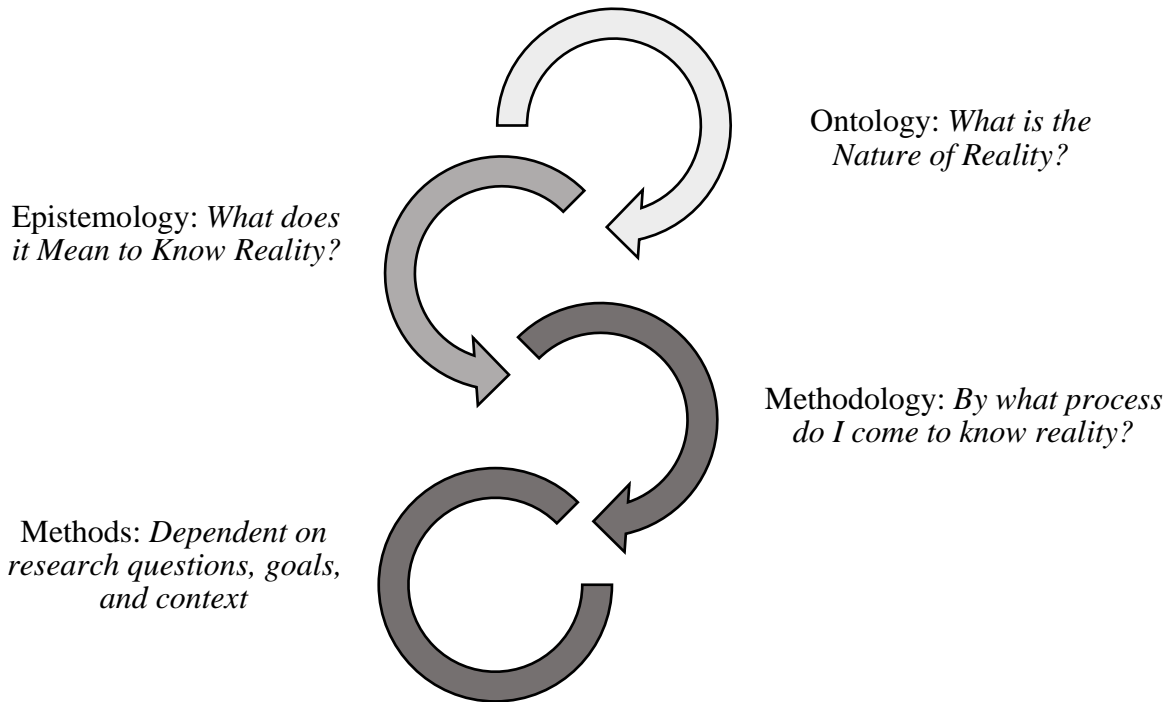 Ontology: What is the
Nature of Reality?
Epistemology: What does
it Mean to Know Reality?
Methodology: By what process
do I come to know reality?
Methods: Dependent on
research questions, goals,
and context